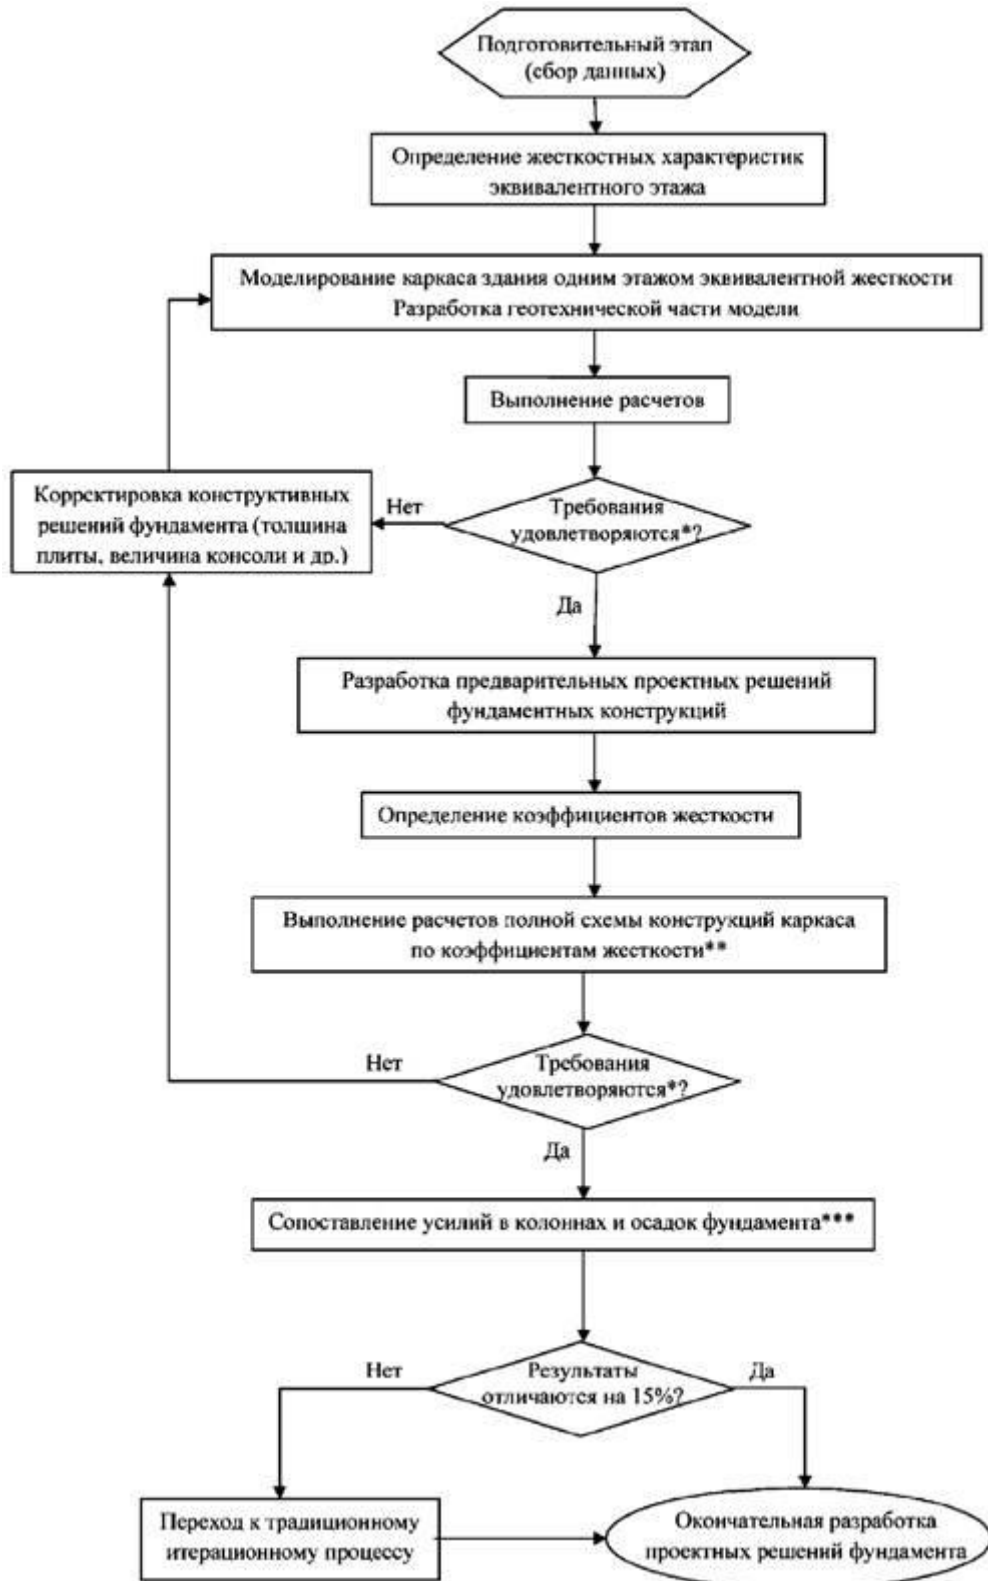 Подготовительный этап
(сбор данных)
Определение жесткостных характеристик
эквивалентного этажа
Моделирование каркаса здания одним этажом эквивалентной жесткости
Разработка геотехнической части модели
Выполнение расчетов
Корректировка конструктивных
решений фундамента (толщина
плиты, величина консоли и др.)
Нет
Требования
удовлетворяются*?
Да
Разработка предварительных проектных решений
фундаментных конструкций
Определение коэффициентов жесткости
Выполнение расчетов полной схемы конструкций каркаса
по коэффициентам жесткости**
Нет
Требования
удовлетворяются*?
Да
Сопоставление усилий в колоннах и осадок фундамента***
Нет
Результаты
отличаются на 15%?
Да
Переход к традиционному
итерационному процессу
Окончательная разработка
проектных решений фундамента